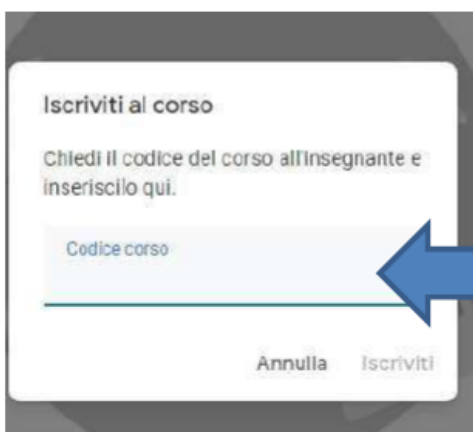 Iscriviti al corso
Chiedi il codice del corso all'insegnante e
inseriscilo qui.
Codice corso
Annulla Iscriviti